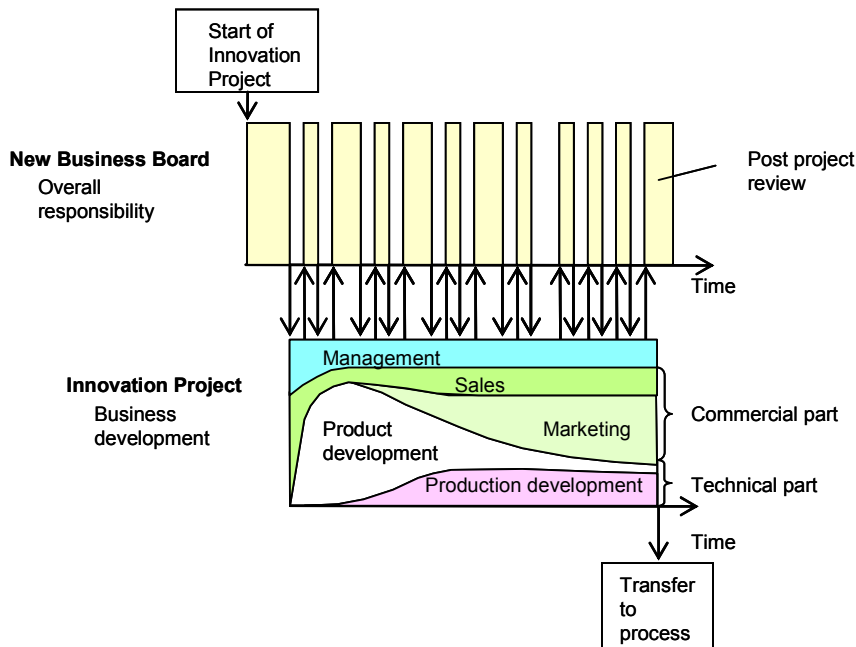 Start of
Innovation
Project
New Business Board
Overall
responsibility
Post project
review
Time
Innovation Project
Business
development
Management
Sales
Marketing
Product
development
Production development
Commercial part
Technical part
Time
Transfer
to
process